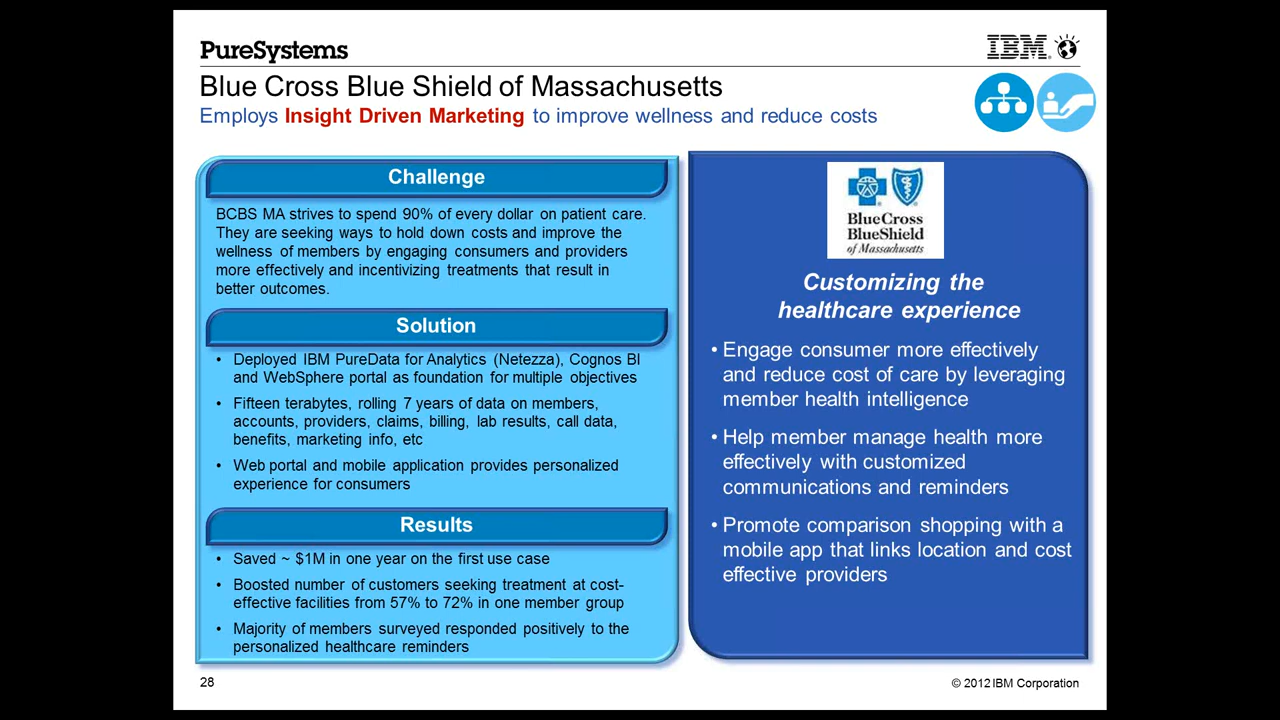 PureSystems
IBM
Blue Cross Blue Shield of Massachusetts
Employs Insight Driven Marketing to improve wellness and reduce costs
Challenge
BCBS MA strives to spend 90% of every dollar on patient care.
They are seeking ways to hold down costs and improve the
wellness of members by engaging consumers and providers
more effectively and incentivizing treatments that result in
better outcomes.
Solution
• Deployed IBM PureData for Analytics (Netezza), Cognos BI
and WebSphere portal as foundation for multiple objectives
• Fifteen terabytes, rolling 7 years of data on members,
accounts, providers, claims, billing, lab results, call data,
benefits, marketing info, etc
• Web portal and mobile application provides personalized
experience for consumers
Results
• Saved ~ $1M in one year on the first use case
• Boosted number of customers seeking treatment at cost-
effective facilities from 57% to 72% in one member group
• Majority of members surveyed responded positively to the
personalized healthcare reminders
BlueCross
BlueShield
of Massachusetts
Customizing the
healthcare experience
• Engage consumer more effectively
and reduce cost of care by leveraging
member health intelligence
• Help member manage health more
effectively with customized
communications and reminders
• Promote comparison shopping with a
mobile app that links location and cost
effective providers
28
© 2012 IBM Corporation